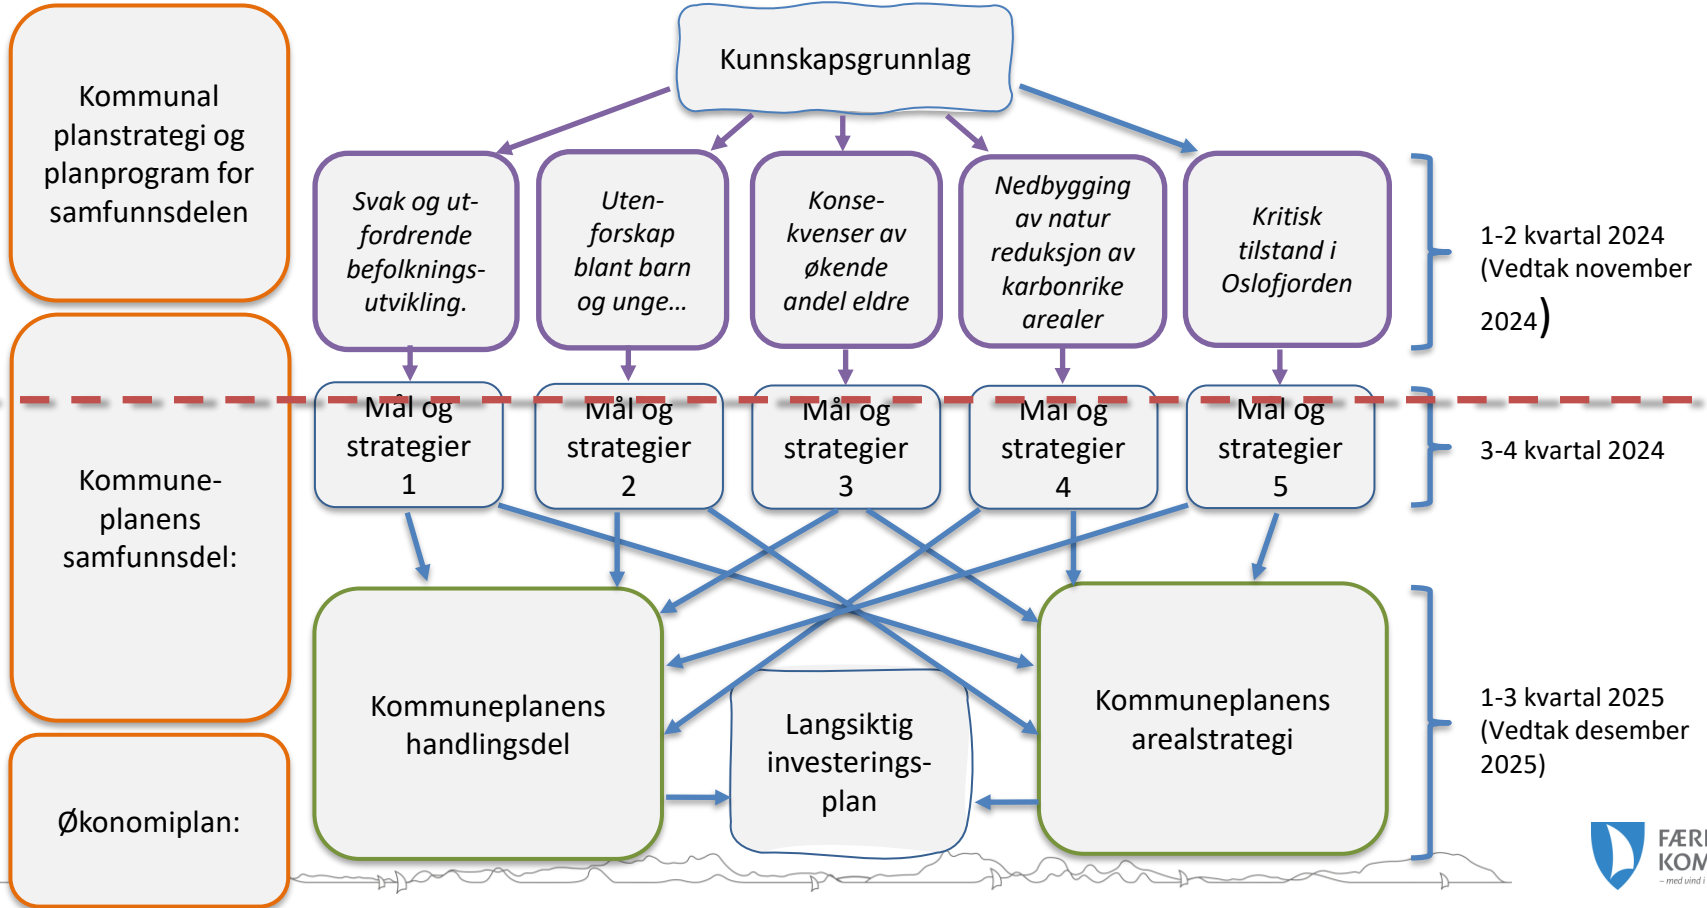 Kommunal
planstrategi og
planprogram for
samfunnsdelen
Kommune-
planens
samfunnsdel:
Økonomiplan:
Kunnskapsgrunnlag
Svak og ut-
fordrende
befolknings-
utvikling.
Uten-
forskap
blant barn
og unge...
Konse-
kvenser av
økende
andel eldre
Nedbygging
av natur
reduksjon av
karbonrike
arealer
Kritisk
tilstand i
Oslofjorden
1-2 kvartal 2024
(Vedtak november
2024)
Mål og
strategier
1
Mål og
strategier
2
Mål og
strategier
3
Mål og
strategier
4
Mål og
strategier
5
3-4 kvartal 2024
Kommuneplanens
handlingsdel
Langsiktig
investerings-
plan
Kommuneplanens
arealstrategi
1-3 kvartal 2025
(Vedtak desember
2025)
– med vind i